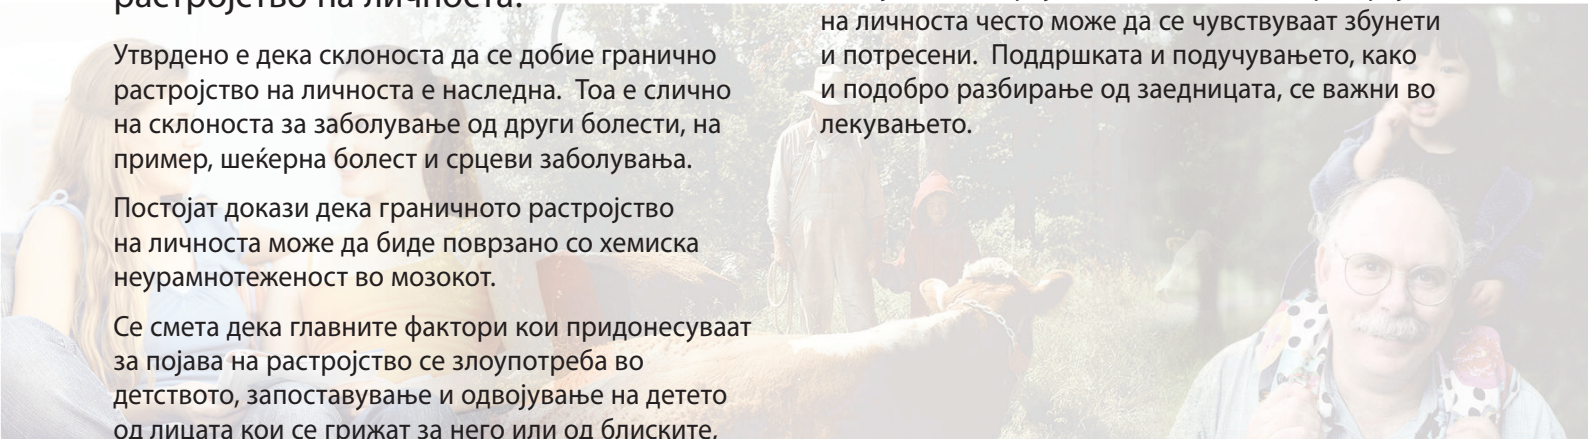 растројство на личноста?
Утврдено е дека склоноста да се добие гранично
растројство на личноста е наследна. Тоа е слично
на склоноста за заболување од други болести, на
пример, шеќерна болест и срцеви заболувања.
Постојат докази дека граничното растројство
на личноста може да биде поврзано со хемиска
неурамнотеженост во мозокот.
Се смета дека главните фактори кои придонесуваат
за појава на растројство се злоупотреба во
детството, запоставување и одвојување на детето
од лицата кои се грижат за него или од блиските,
на личноста често може да се чувствуваат збунети
и потресени. Поддршката и подучувањето, како
и подобро разбирање од заедницата, се важни во
лекувањето.